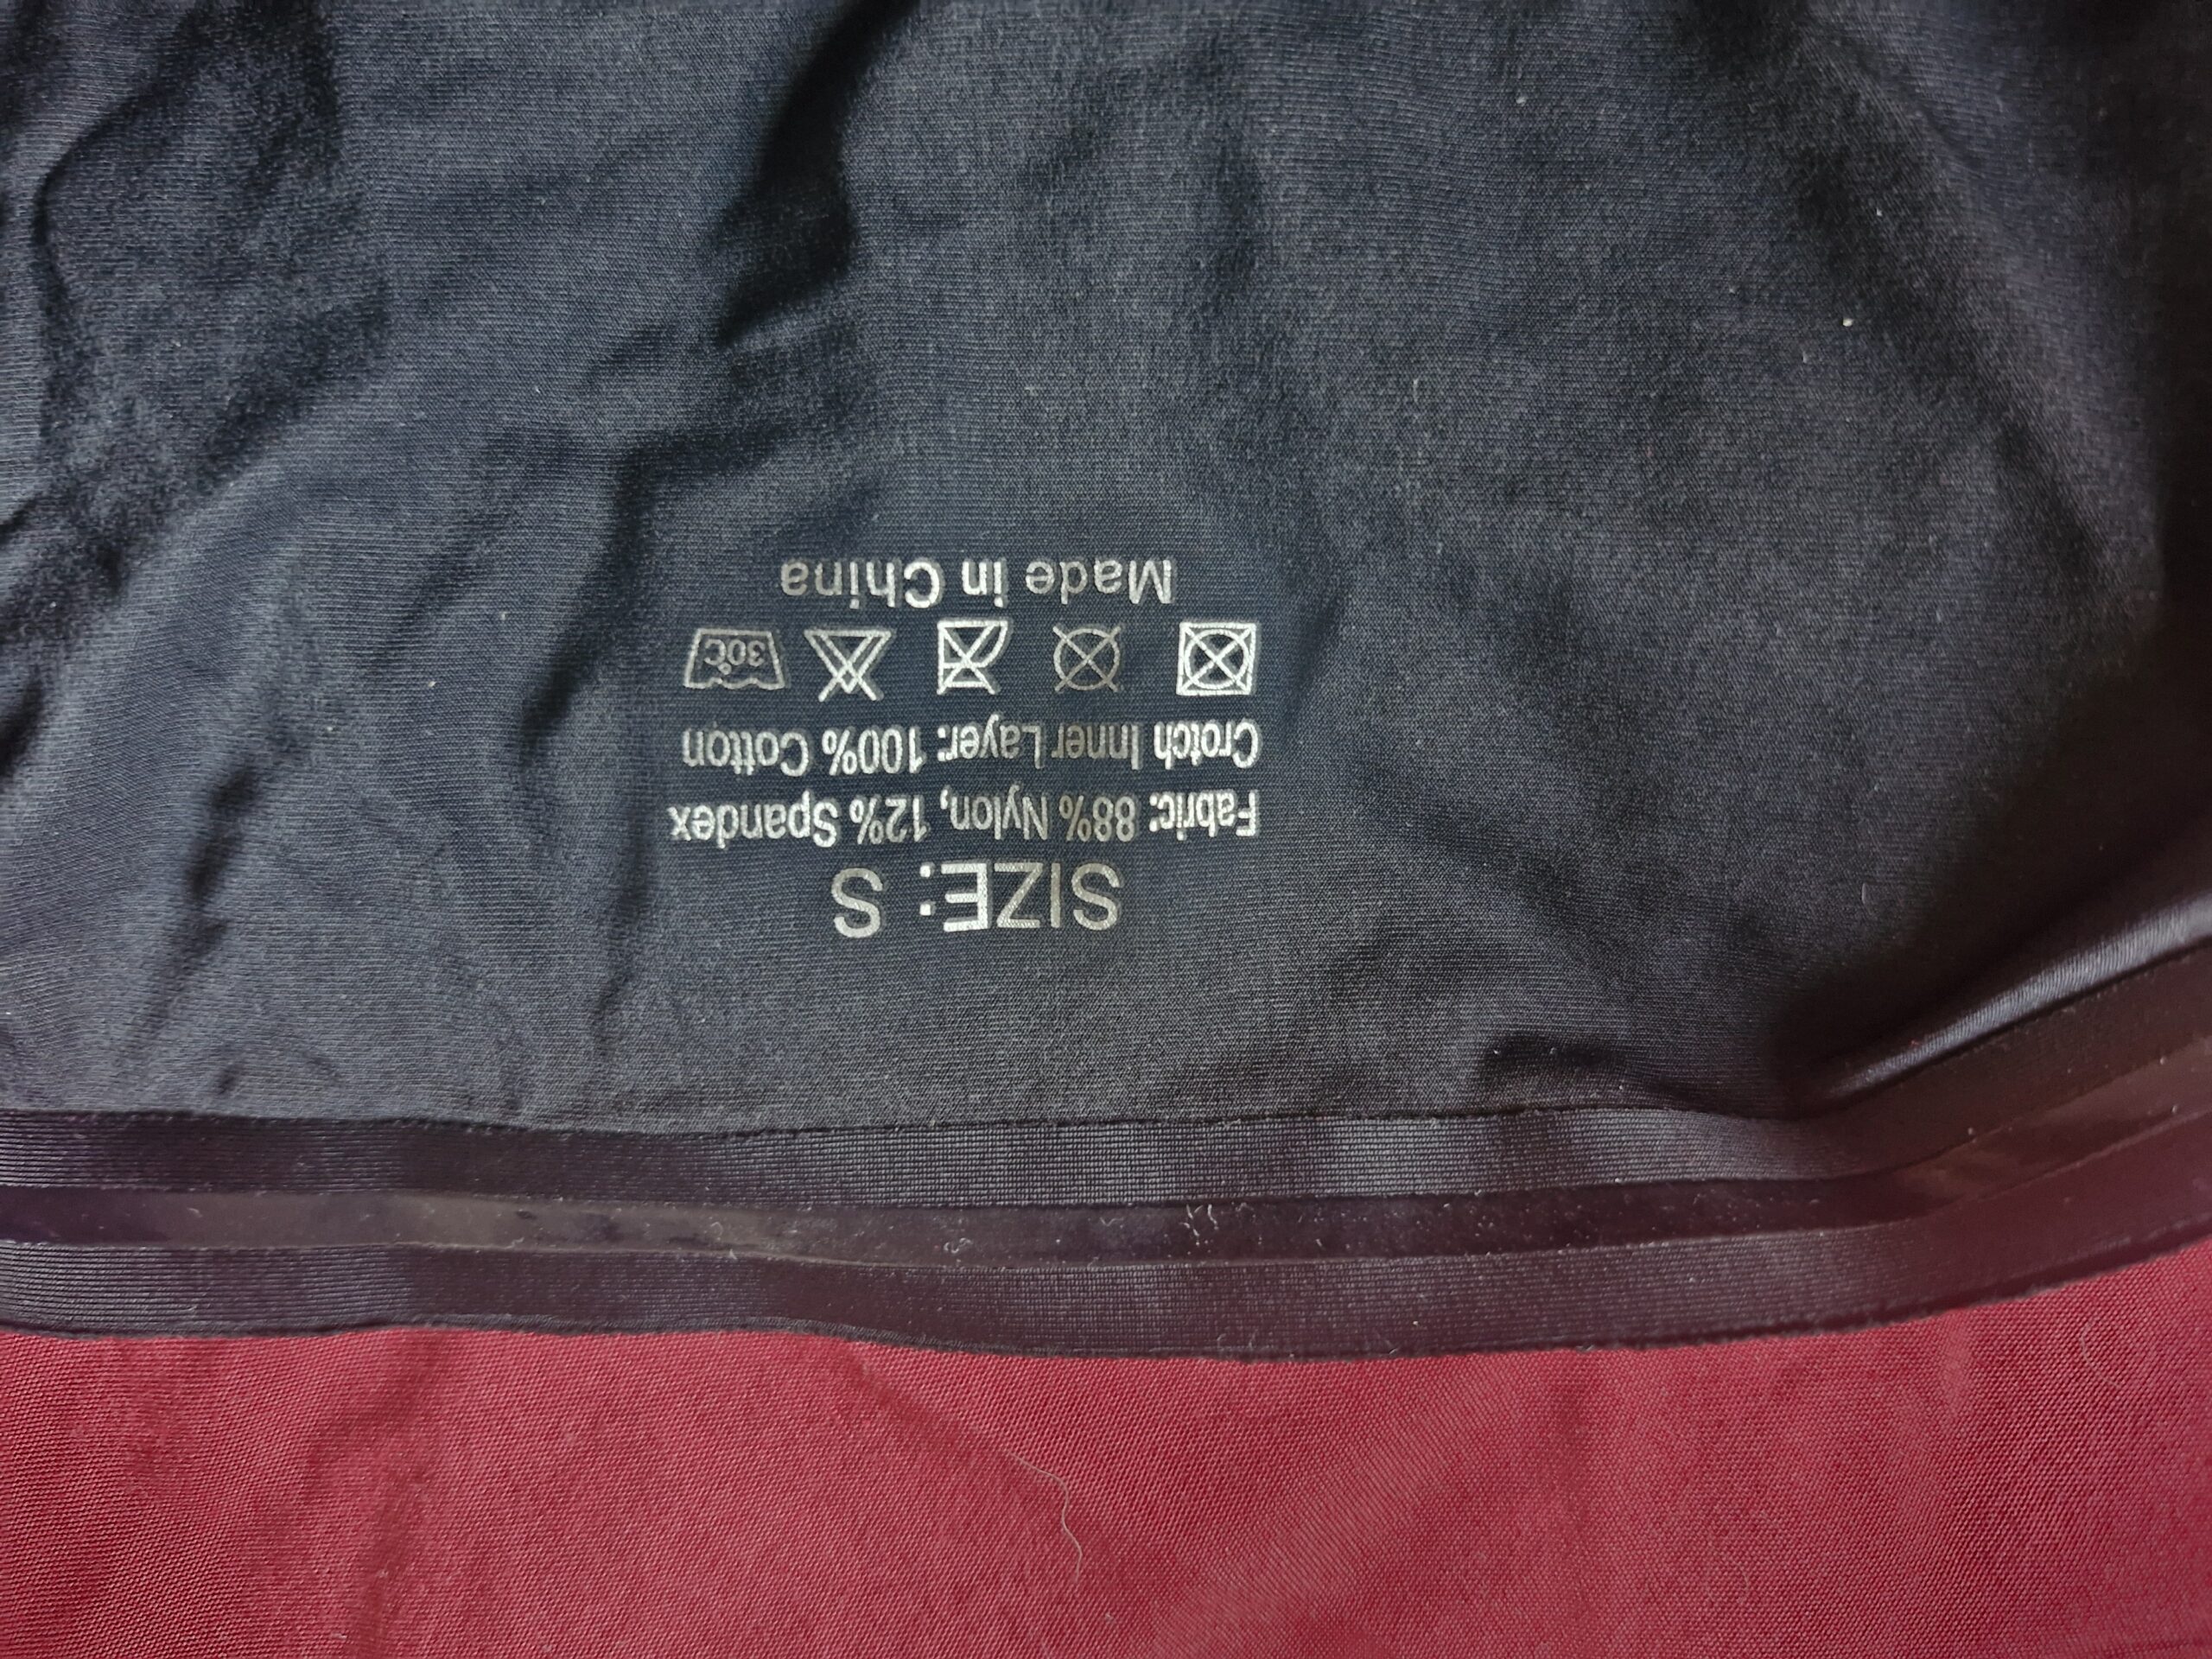 SIZE: S
Fabric: 88% Nylon, 12% Spandex
Crotch Inner Layer: 100% Cotton
30℃
Made in China